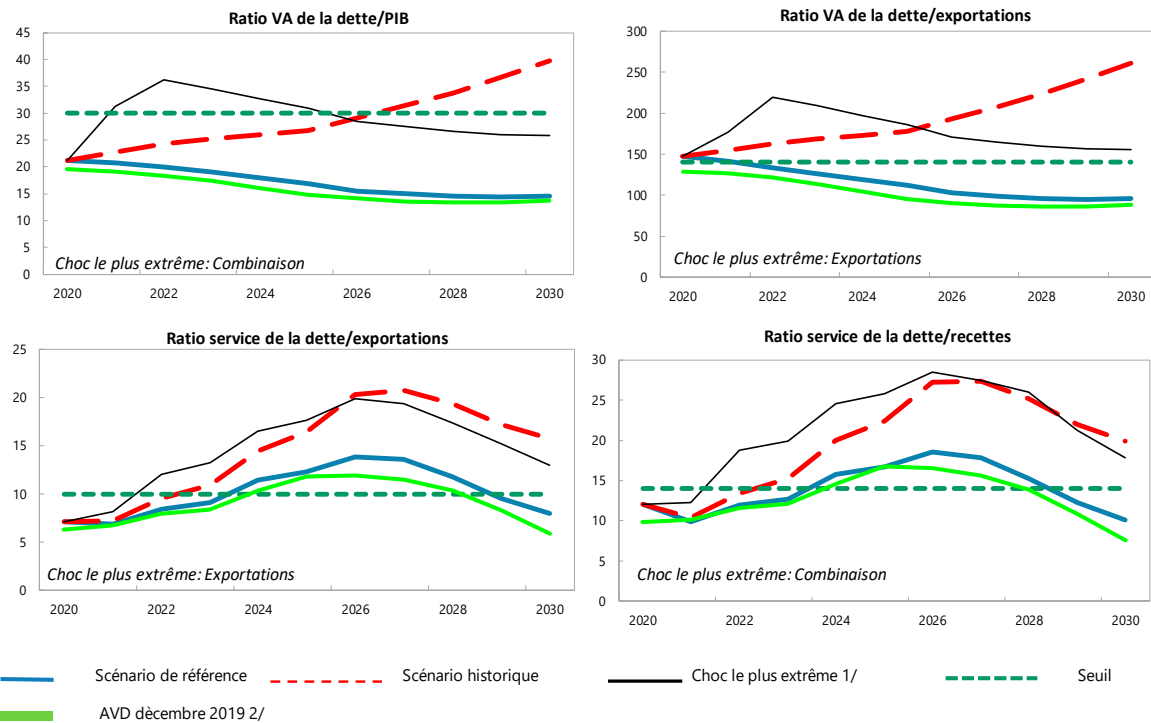 Ratio VA de la dette/PIB
45
40
35
30
25
20
15
10
5
0
Choc le plus extrême: Combinaison
2020 2022 2024 2026 2028 2030
Ratio VA de la dette/exportations
300
250
200
150
100
50
0
Choc le plus extrême: Exportations
2020 2022 2024 2026 2028 2030
Ratio service de la dette/exportations
25
20
15
10
5
0
Choc le plus extrême: Exportations
2020 2022 2024 2026 2028 2030
Ratio service de la dette/recettes
30
25
20
15
10
5
0
Choc le plus extrême: Combinaison
2020 2022 2024 2026 2028 2030
Scénario de référence Scénario historique Choc le plus extrême 1/ Seuil
AVD dècembre 2019 2/